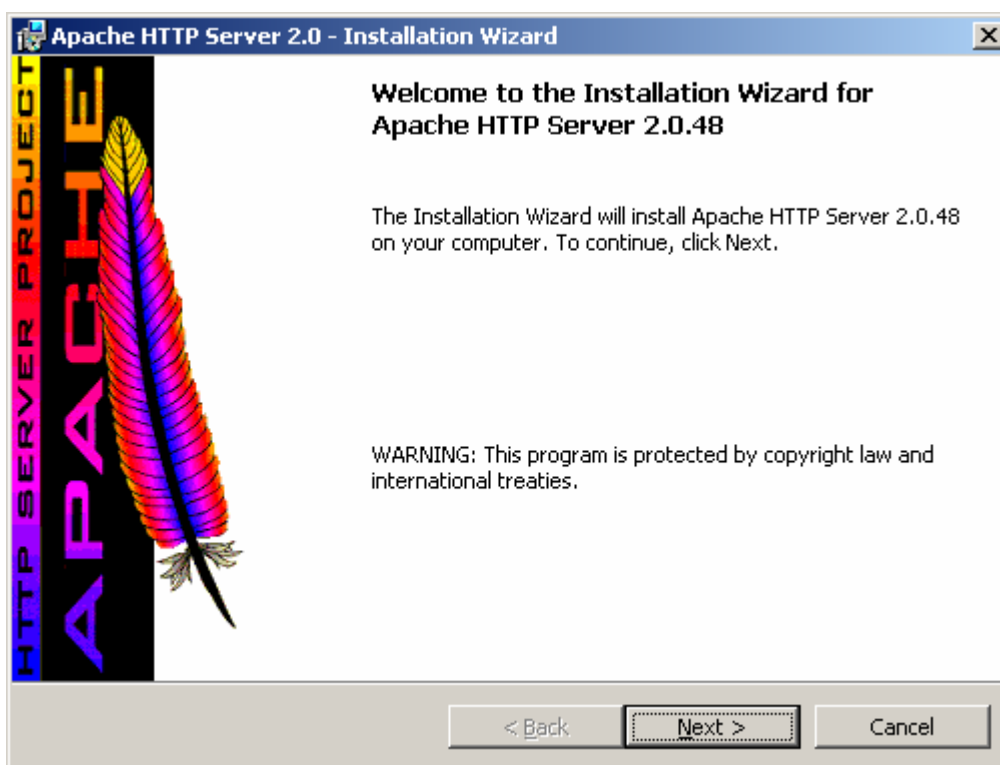 Apache HTTP Server 2.0 - Installation Wizard
HTTP SERVER PROJECT
APACHE
Welcome to the Installation Wizard for
Apache HTTP Server 2.0.48
The Installation Wizard will install Apache HTTP Server 2.0.48
on your computer. To continue, click Next.
WARNING: This program is protected by copyright law and
international treaties.
< Back
Next >
Cancel